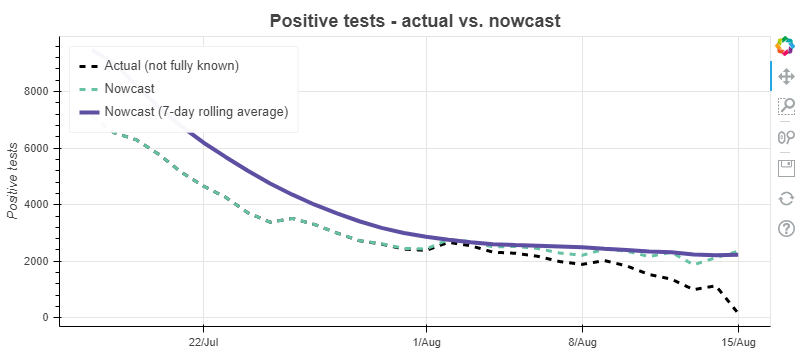 Positive tests - actual vs. nowcast
Actual (not fully known)
Nowcast
Nowcast (7-day rolling average)
Positive tests
8000
6000
4000
2000
0
22/Jul
1/Aug
8/Aug
15/Aug